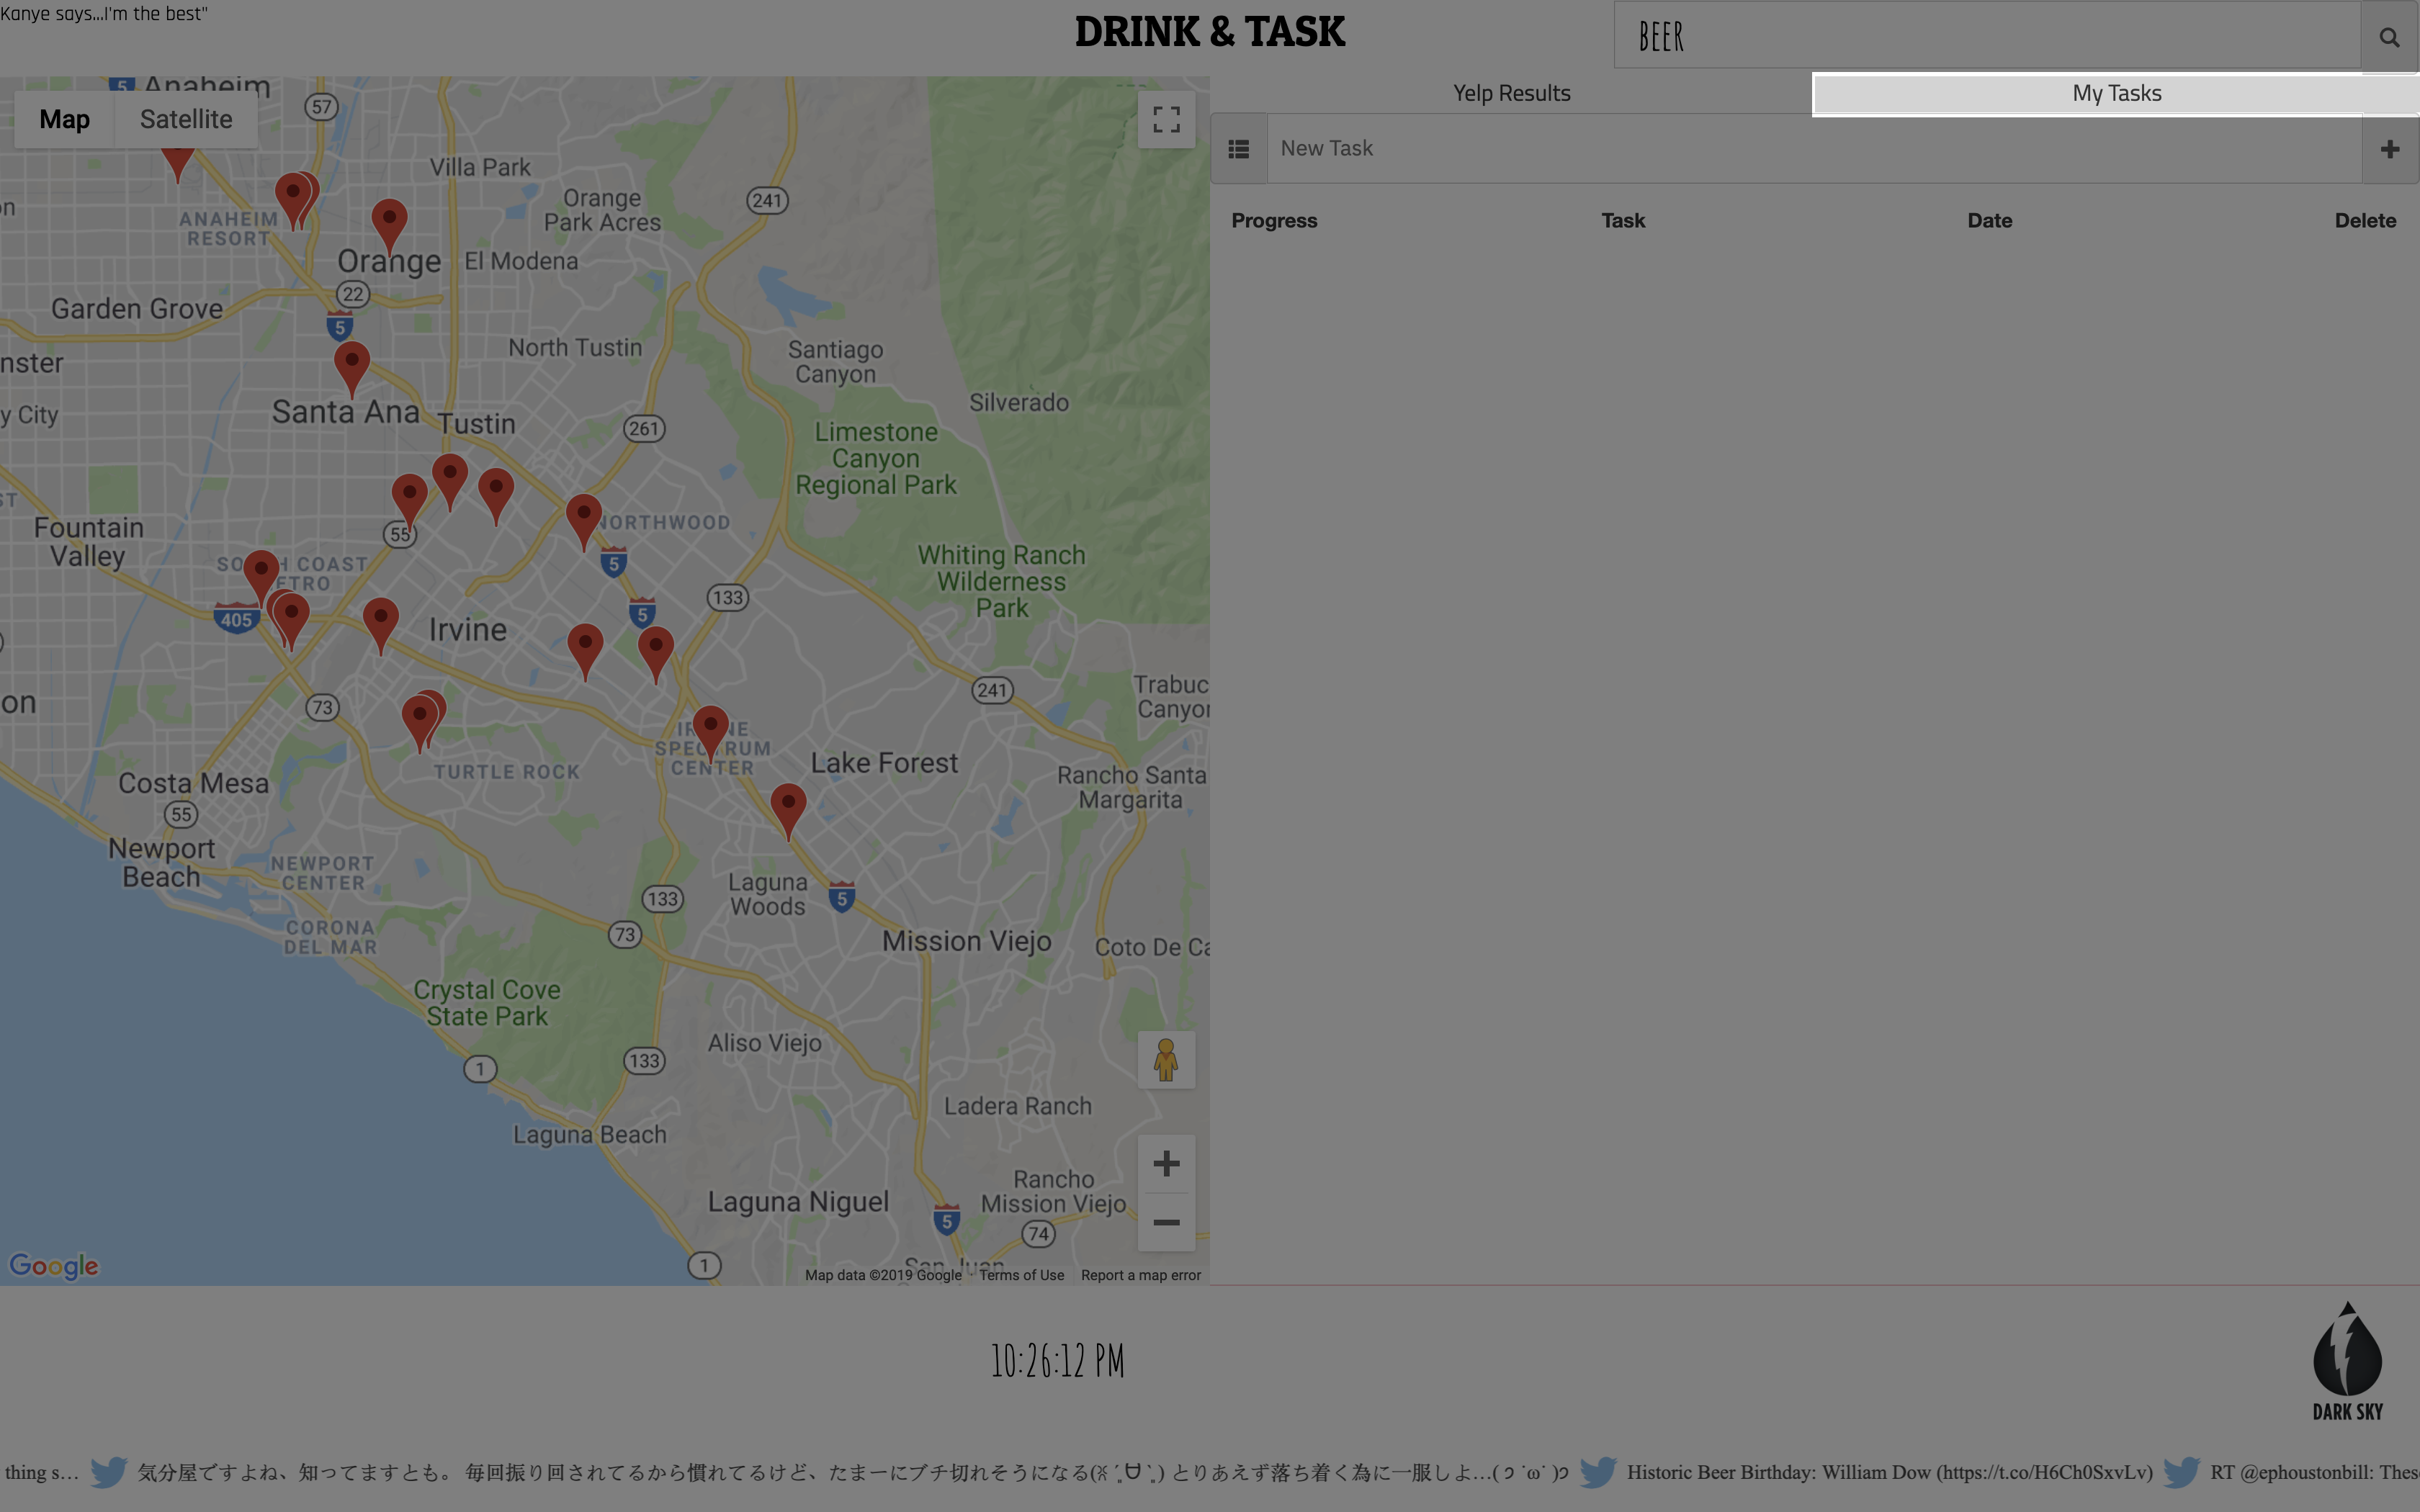 Kanye says...I'm the best"
DRINK & TASK
BEER
Yelp Results
My Tasks
New Task
Progress
Task
Date
Delete
Map
Satellite
Anaheim
5
57
Villa Park
Orange
Park Acres
241
ANAHEIM
RESORT
Orange
El Modena
22
Garden Grove
5
North Tustin
Santiago
Canyon
nster
Silverado
y City
Santa Ana
Tustin
261
Limestone
Canyon
Regional Park
Fountain
Valley
55
NORTHWOOD
Whiting Ranch
Wilderness
Park
5
133
5
405
Irvine
241
Trabuc
Canyo
on
73
SPECTRUM
CENTER
TURTLE ROCK
Lake Forest
Rancho Santa
Margarita
Costa Mesa
55
Newport
Beach
NEWPORT
CENTER
Laguna
Woods
133
5
CORONA
DEL MAR
73
Mission Viejo
Coto De Ca
Crystal Cove
State Park
Aliso Viejo
133
1
Ladera Ranch
Laguna Beach
Rancho
Mission Viejo
Laguna Niguel
5
74
San Juan
1
Google
Map data ©2019 Google
Terms of Use
Report a map error
10:26:12 PM
DARK SKY
thing s... 気分屋ですよね、知ってますとも。 毎回振り回されてるから慣れてるけど、たまーにブチ切れそうになる とりあえず落ち着く為に一服しよ…( ˙ω˙ ) Historic Beer Birthday: William Dow (https://t.co/H6Ch0SxvLv) RT @ephoustonbill: Thes